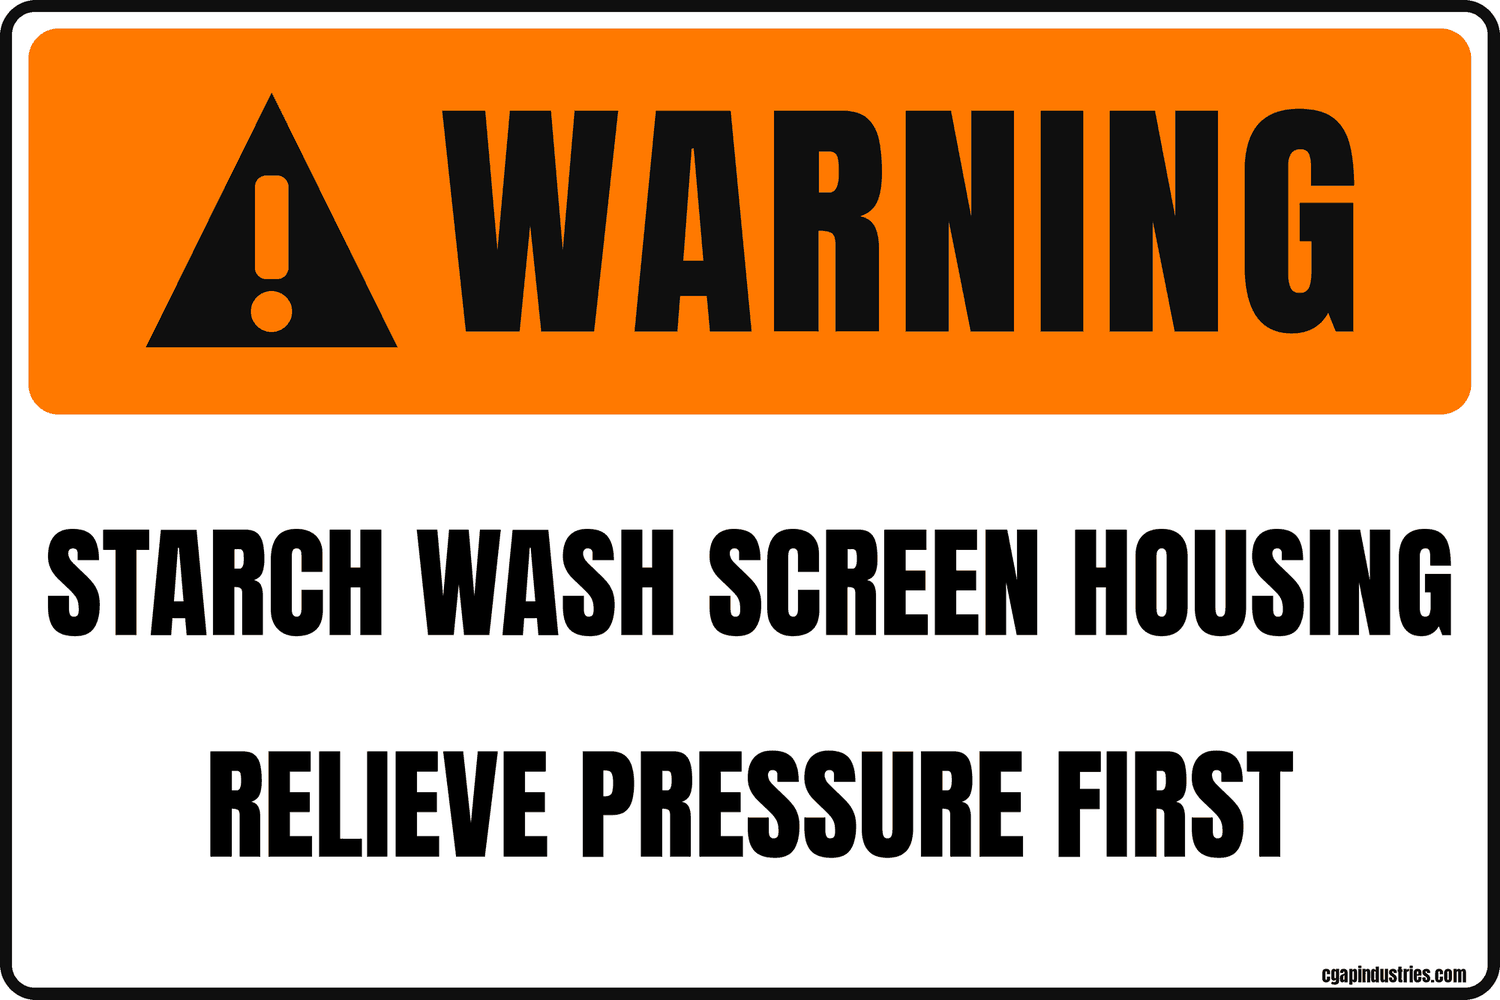 WARNING
STARCH WASH SCREEN HOUSING
RELIEVE PRESSURE FIRST
cgapindustries.com